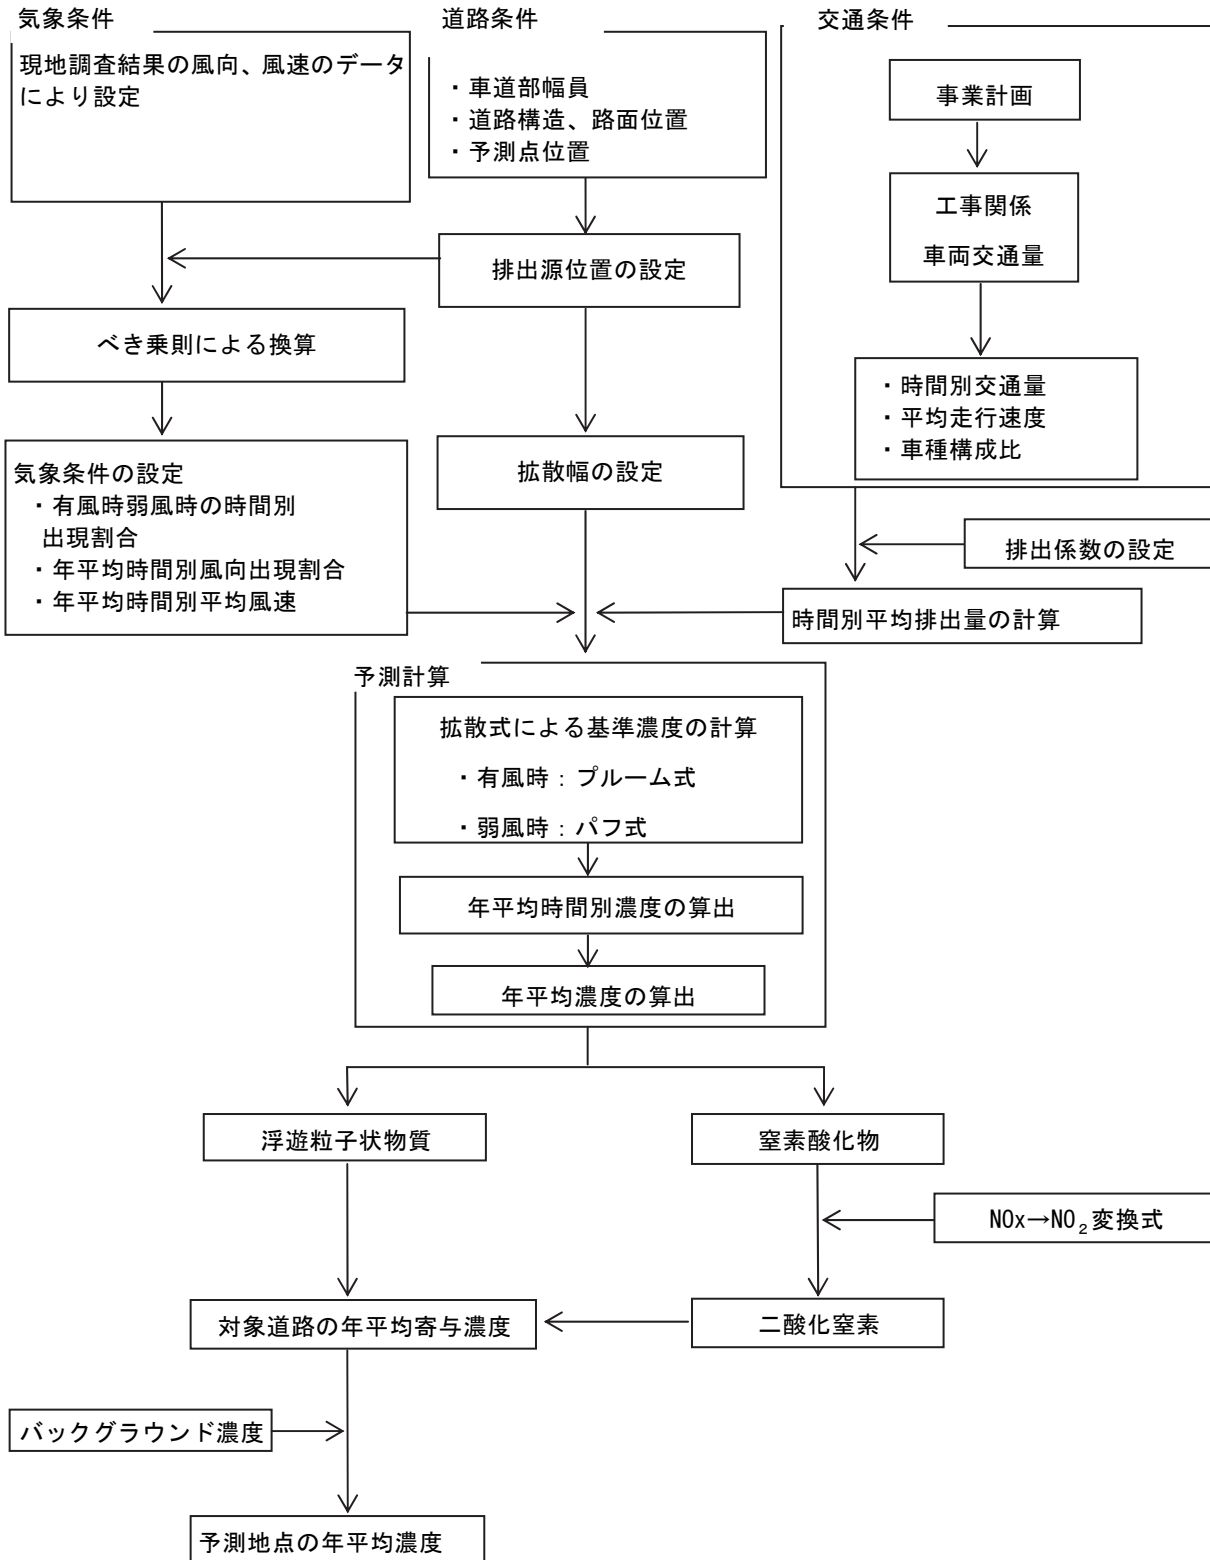 気象条件
現地調査結果の風向、風速のデータ
により設定
道路条件
・車道部幅員
・道路構造、路面位置
・予測点位置
交通条件
事業計画
工事関係
車両交通量
排出源位置の設定
べき乗則による換算
・時間別交通量
・平均走行速度
・車種構成比
気象条件の設定
・有風時弱風時の時間別
出現割合
・年平均時間別風向出現割合
・年平均時間別平均風速
拡散幅の設定
排出係数の設定
時間別平均排出量の計算
予測計算
拡散式による基準濃度の計算
・有風時：プルーム式
・弱風時：パフ式
年平均時間別濃度の算出
年平均濃度の算出
浮遊粒子状物質
窒素酸化物
NOx→NO₂変換式
対象道路の年平均寄与濃度
二酸化窒素
バックグラウンド濃度
予測地点の年平均濃度